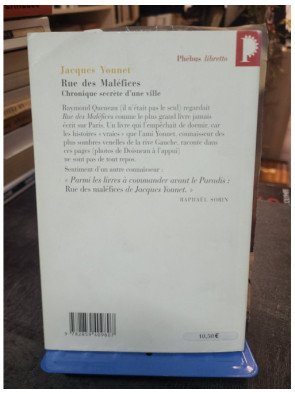 Phébus libretto
Jacques Yonnet
Rue des Maléfices
Chronique secrète d'une ville
Raymond Queneau (il n'était pas le seul) regardait
Rue des Maléfices comme le plus grand livre jamais
écrit sur Paris. Un livre qui l'empêchait de dormir, car
les histoires « vraies » que l'ami Yonnet, connaisseur des
plus sombres venelles de la rive Gauche, raconte dans
ces pages (photos de Doisneau à l'appui)
ne sont pas de tout repos.
Sentiment d'un autre connaisseur :
« Parmi les livres à commander avant le Paradis :
Rue des maléfices de Jacques Yonnet. »
RAPHAËL SORIN
10,50 €